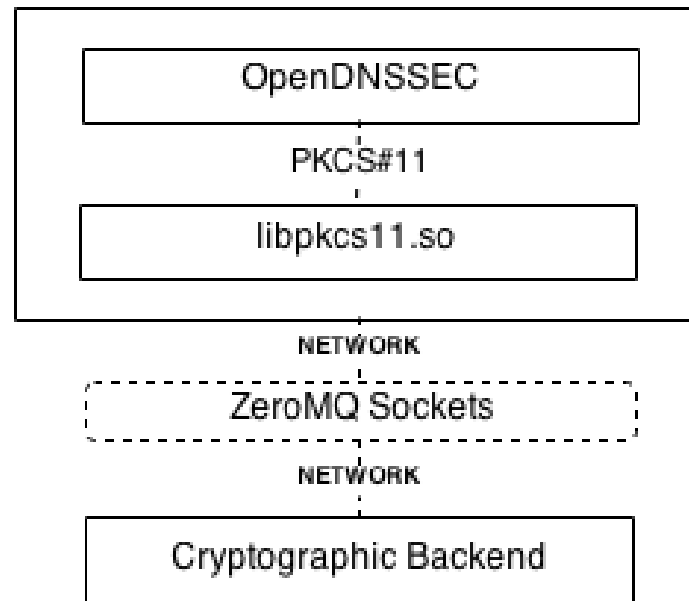 OpenDNSSEC
PKCS#11
libpkcs11.so
NETWORK
ZeroMQ Sockets
NETWORK
Cryptographic Backend